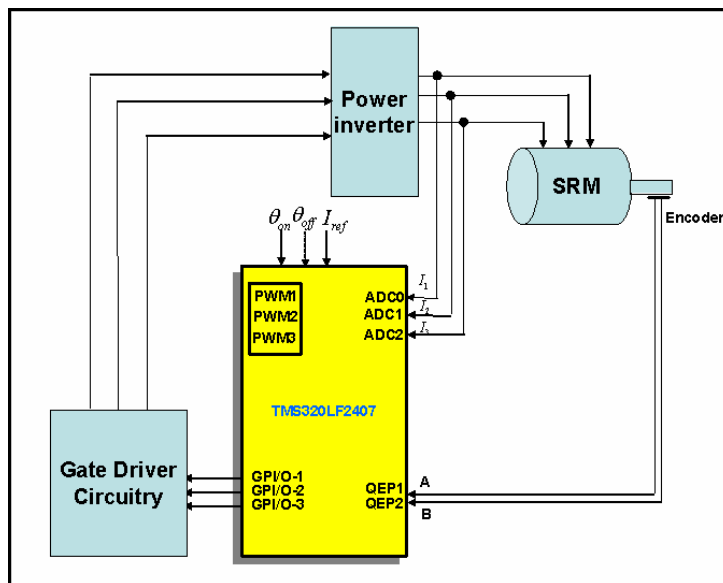 Power
inverter
SRM
Encoder
θon θoff Iref
PWM1
PWM2
PWM3
ADC0
ADC1
ADC2
I1
I2
I3
TMS320LF2407
Gate Driver
Circuitry
GPI/O-1
GPI/O-2
GPI/O-3
QEP1
QEP2
A
B